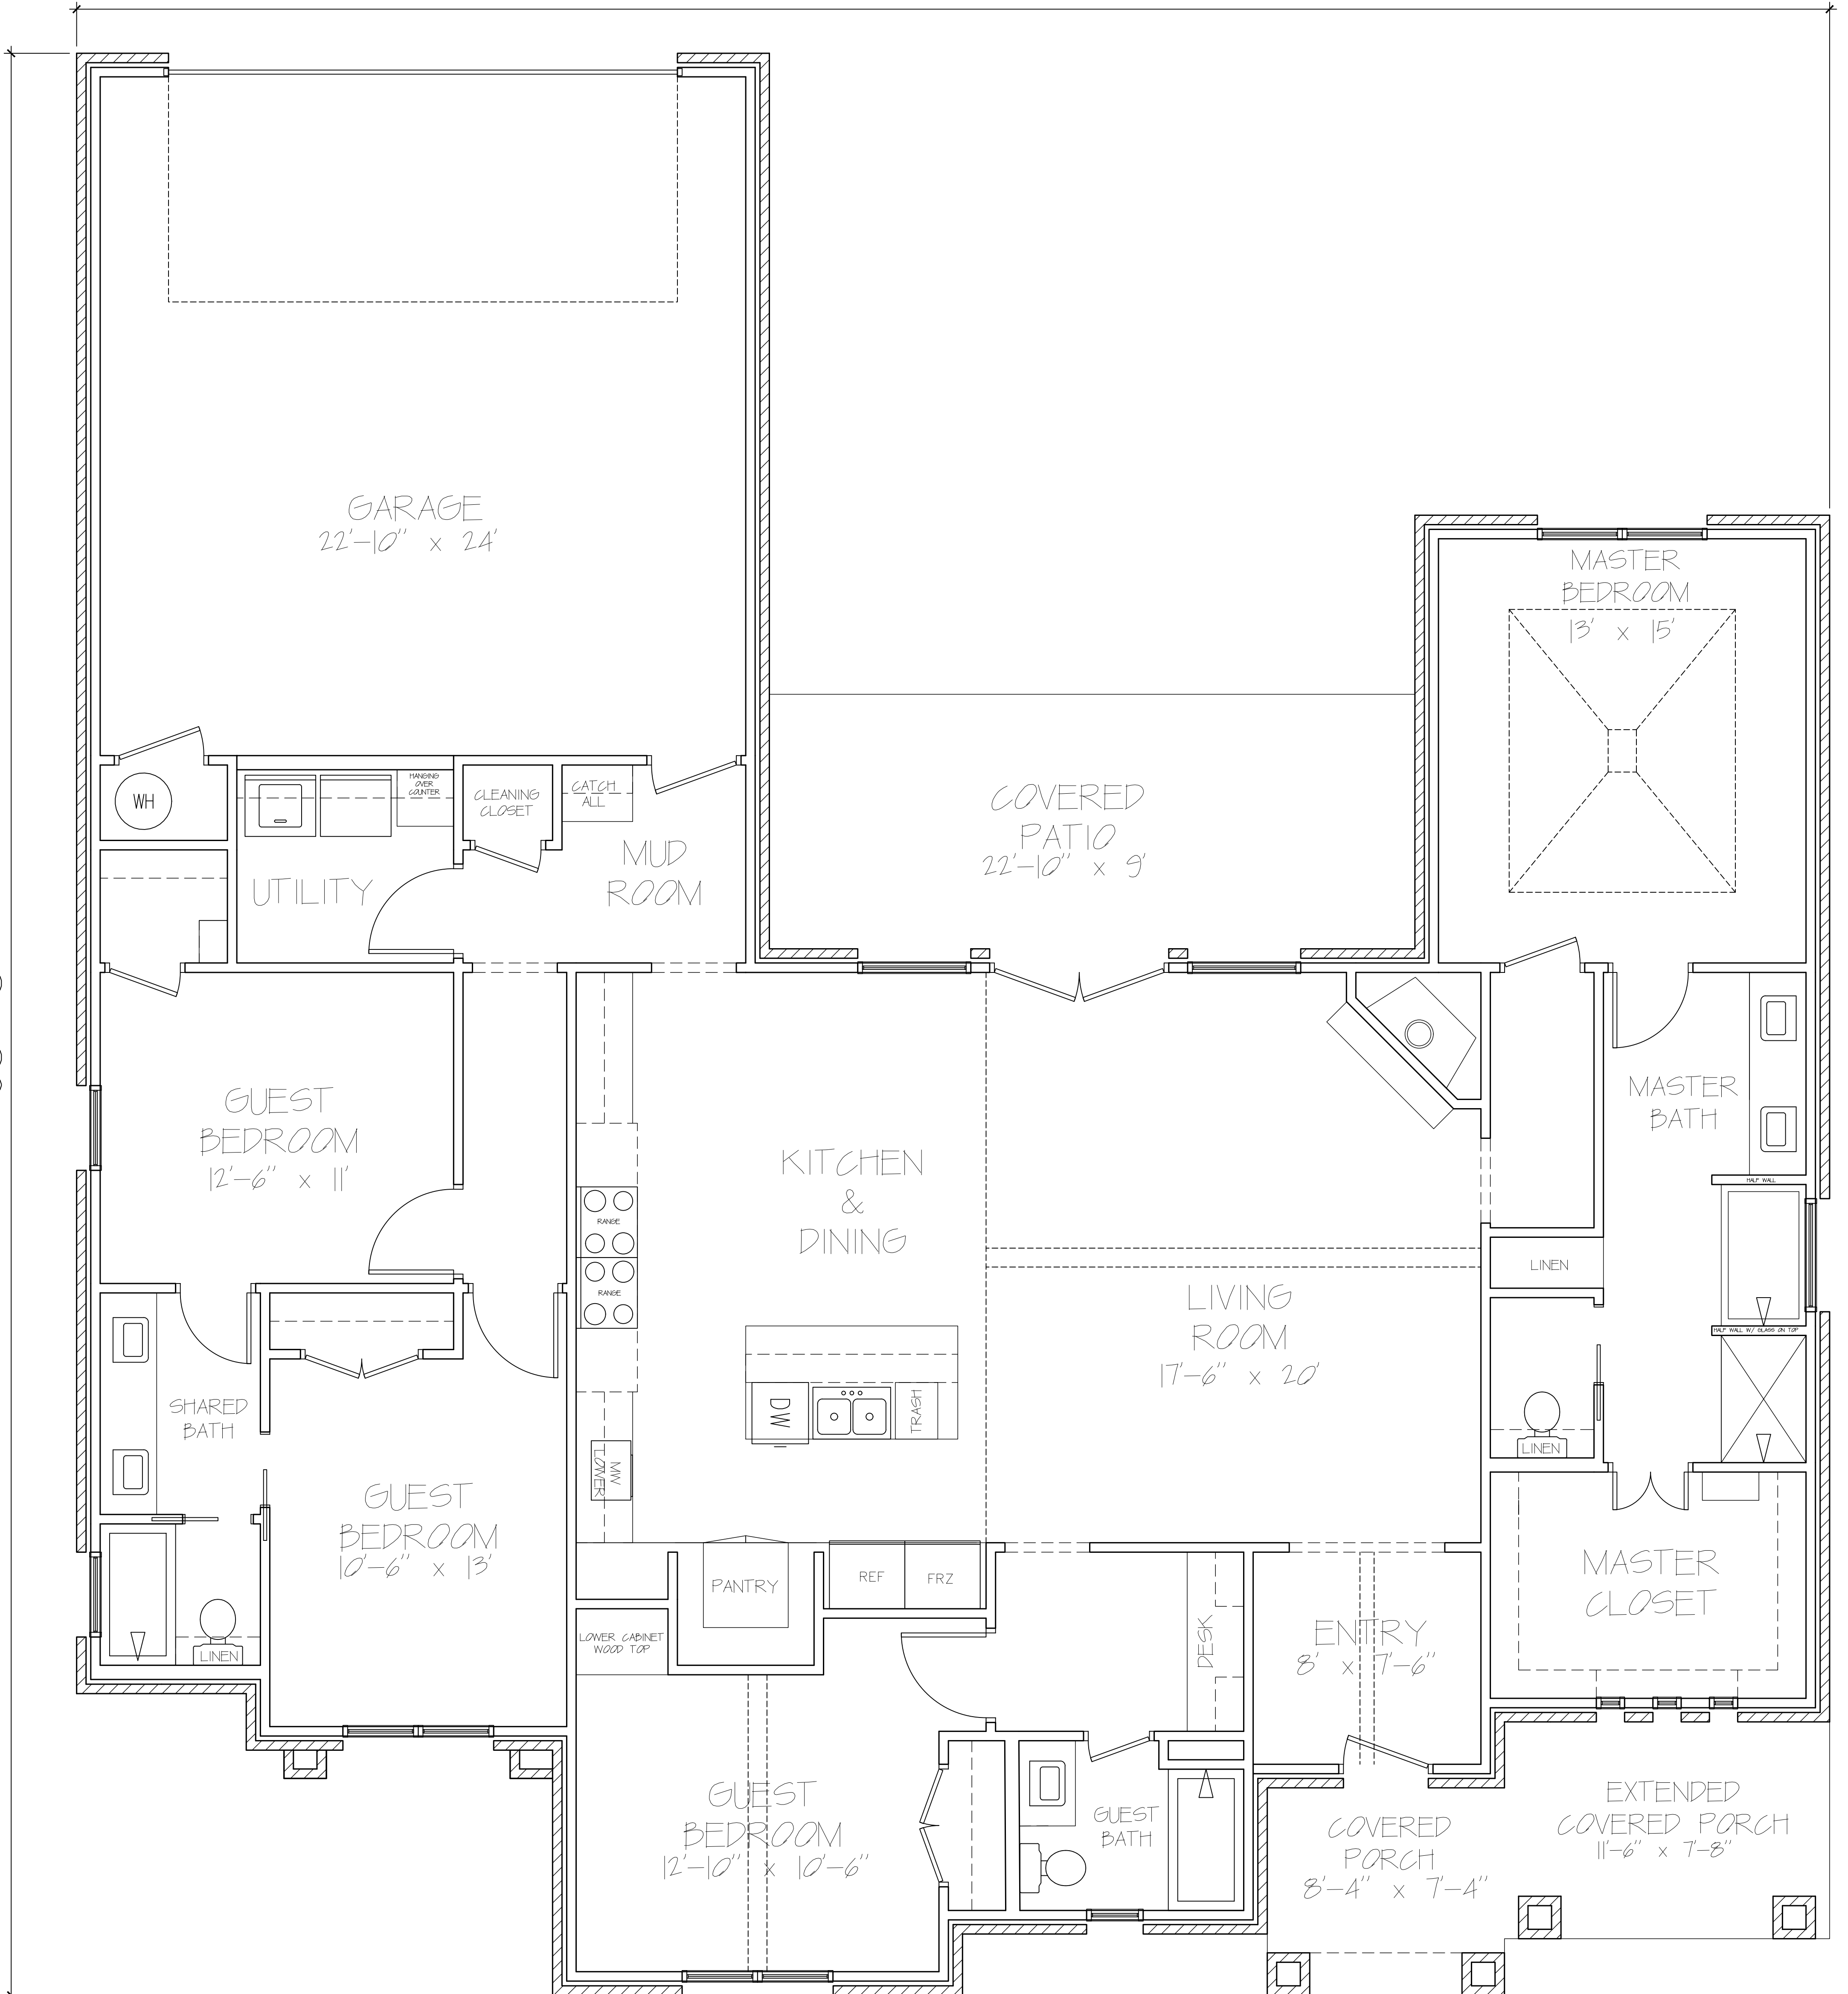 GARAGE
22'-10" x 24'
MASTER
BEDROOM
13' x 15'
WH
HANGING
OVER
COUNTER
CLEANING
CLOSET
CATCH
ALL
UTILITY
MUD
ROOM
COVERED
PATIO
22'-10" x 9'
GUEST
BEDROOM
12'-6" x 11'
KITCHEN
&
DINING
RANGE
RANGE
MASTER
BATH
HALF WALL
LINEN
HALF WALL W/ GLASS ON TOP
LIVING
ROOM
17'-6" x 20'
SHARED
BATH
DW
TRASH
MW
LOWER
LINEN
GUEST
BEDROOM
10'-6" x 13'
PANTRY
REF
FRZ
MASTER
CLOSET
LINEN
LOWER CABINET
WOOD TOP
DESK
ENTRY
8' x 7'-6"
GUEST
BEDROOM
12'-10" x 10'-6"
GUEST
BATH
COVERED
PORCH
8'-4" x 7'-4"
EXTENDED
COVERED PORCH
11'-6" x 7'-8"